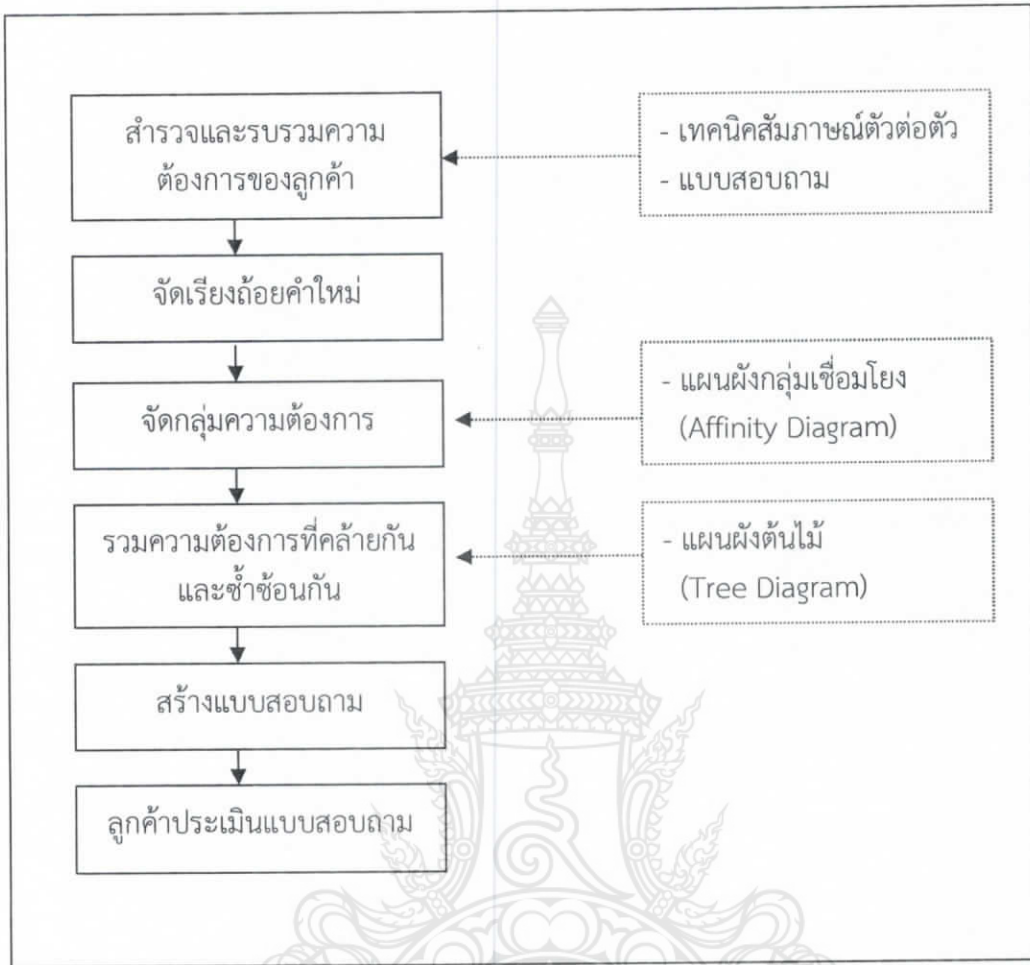 สำรวจและรบรวมความ
ต้องการของลูกค้า
- เทคนิคสัมภาษณ์ตัวต่อตัว
- แบบสอบถาม
จัดเรียงถ้อยคำใหม่
จัดกลุ่มความต้องการ
- แผนผังกลุ่มเชื่อมโยง
(Affinity Diagram)
รวมความต้องการที่คล้ายกัน
และซ้ำซ้อนกัน
- แผนผังต้นไม้
(Tree Diagram)
สร้างแบบสอบถาม
ลูกค้าประเมินแบบสอบถาม